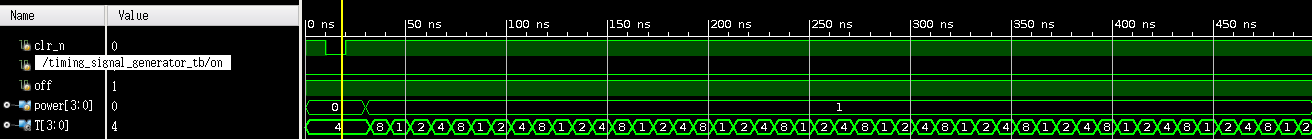 Name Value
0 ns 50 ns 100 ns 150 ns 200 ns 250 ns 300 ns 350 ns 400 ns 450 ns
clr_n 0
/timing_signal_generator_tb/on
off 1
power[3:0] 0 0 1
T[3:0] 4 4 8 1 2 4 8 1 2 4 8 1 2 4 8 1 2 4 8 1 2 4 8 1 2 4 8 1 2 4 8 1 2 4 8 1 2 4 8 1 2 4 8 1 2 4 8 1